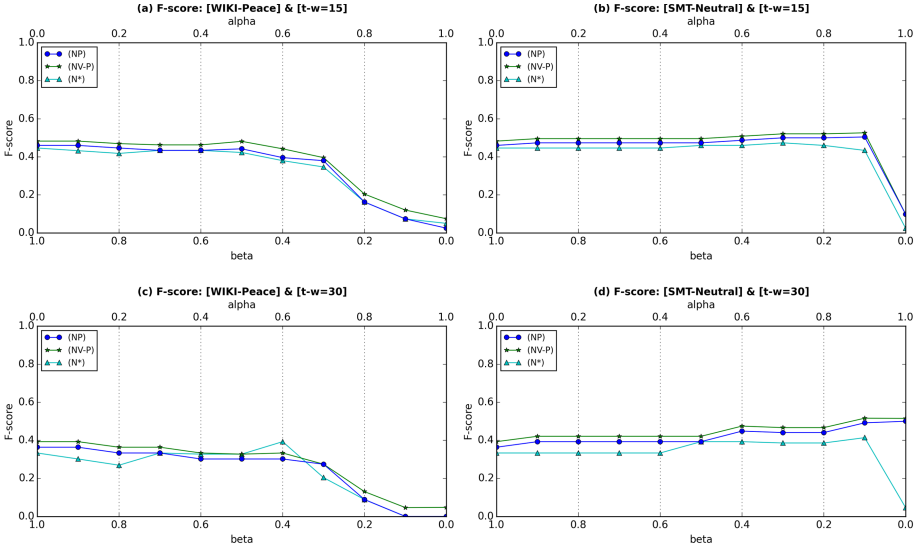 (a) F-score: [WIKI-Peace] & [t-w=15]
alpha
0.0 0.2 0.4 0.6 0.8 1.0
1.0
0.8
0.6
0.4
0.2
0.0
F-score
(NP)
(NV-P)
(N*)
1.0 0.8 0.6 0.4 0.2 0.0
beta
(b) F-score: [SMT-Neutral] & [t-w=15]
alpha
0.0 0.2 0.4 0.6 0.8 1.0
1.0
0.8
0.6
0.4
0.2
0.0
F-score
(NP)
(NV-P)
(N*)
1.0 0.8 0.6 0.4 0.2 0.0
beta
(c) F-score: [WIKI-Peace] & [t-w=30]
alpha
0.0 0.2 0.4 0.6 0.8 1.0
1.0
0.8
0.6
0.4
0.2
0.0
F-score
(NP)
(NV-P)
(N*)
1.0 0.8 0.6 0.4 0.2 0.0
beta
(d) F-score: [SMT-Neutral] & [t-w=30]
alpha
0.0 0.2 0.4 0.6 0.8 1.0
1.0
0.8
0.6
0.4
0.2
0.0
F-score
(NP)
(NV-P)
(N*)
1.0 0.8 0.6 0.4 0.2 0.0
beta